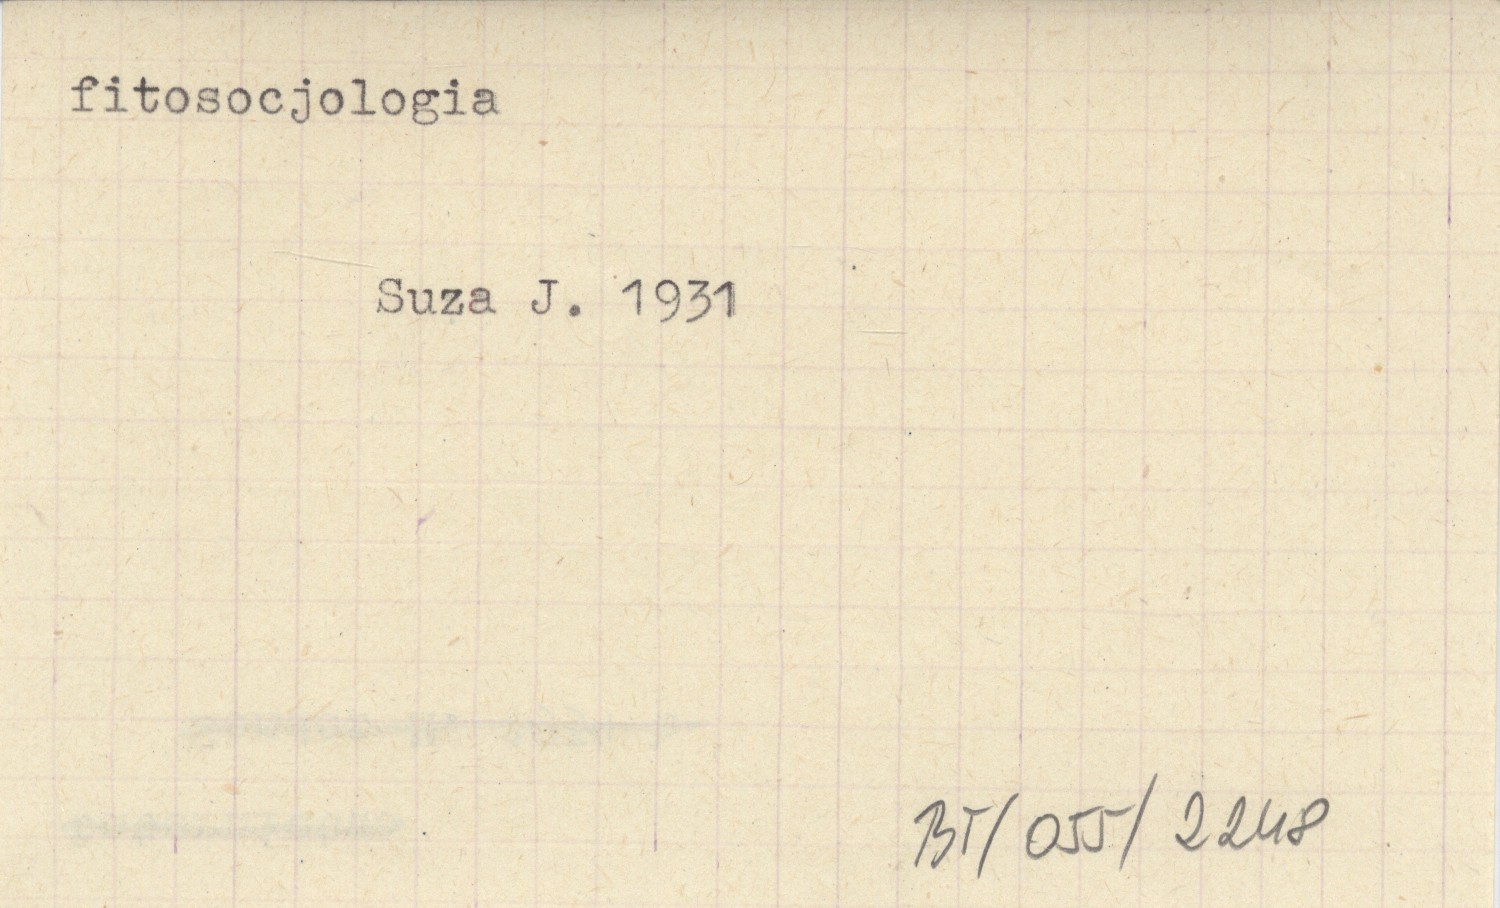 fitosocjologia
Suza J. 1931
BT/055/2248